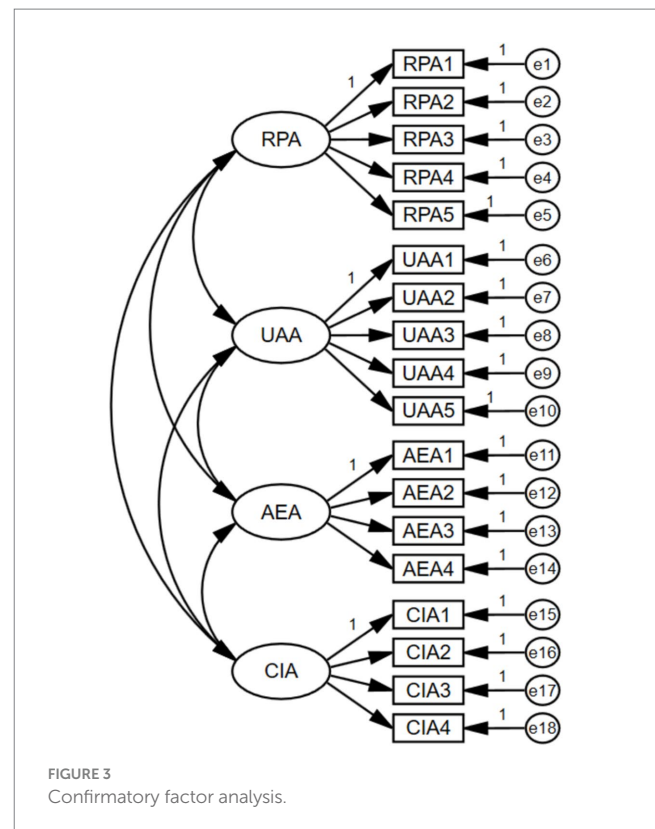 1 RPA1 1 e1
RPA2 1 e2
RPA RPA3 1 e3
RPA4 1 e4
RPA5 1 e5
1 UAA1 1 e6
UAA2 1 e7
UAA UAA3 1 e8
UAA4 1 e9
UAA5 1 e10
1 AEA1 1 e11
AEA2 1 e12
AEA AEA3 1 e13
AEA4 1 e14
1 CIA1 1 e15
CIA2 1 e16
CIA CIA3 1 e17
CIA4 1 e18
FIGURE 3
Confirmatory factor analysis.